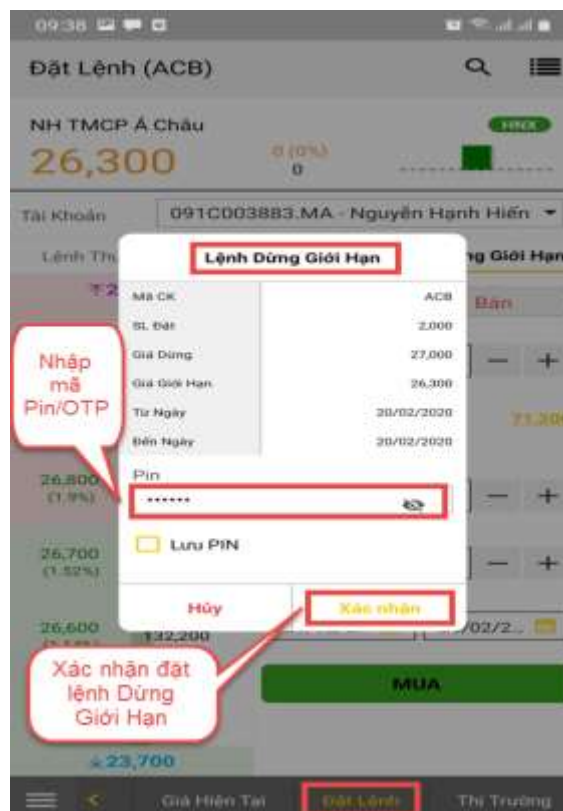 09:38
Đặt Lệnh (ACB)
NH TMCP Á Châu
HNX
26,300
0 (0%)
0
Tài Khoản
091C003883.MA - Nguyễn Hạnh Hiến
Lệnh Dừng Giới Hạn
Bán
Mã CK
ACB
SL Đặt
2,000
Giá Dừng
27,000
Giá Giới Hạn
26,300
Từ Ngày
20/02/2020
Đến Ngày
20/02/2020
Nhập
mã
Pin/OTP
Pin
••••••
Lưu PIN
26,800
(1.9%)
26,700
(1.52%)
Hủy
Xác nhận
26,600
132,200
Xác nhận đặt
lệnh Dừng
Giới Hạn
MUA
23,700
Giá Hiện Tại
Đặt Lệnh
Thị Trường